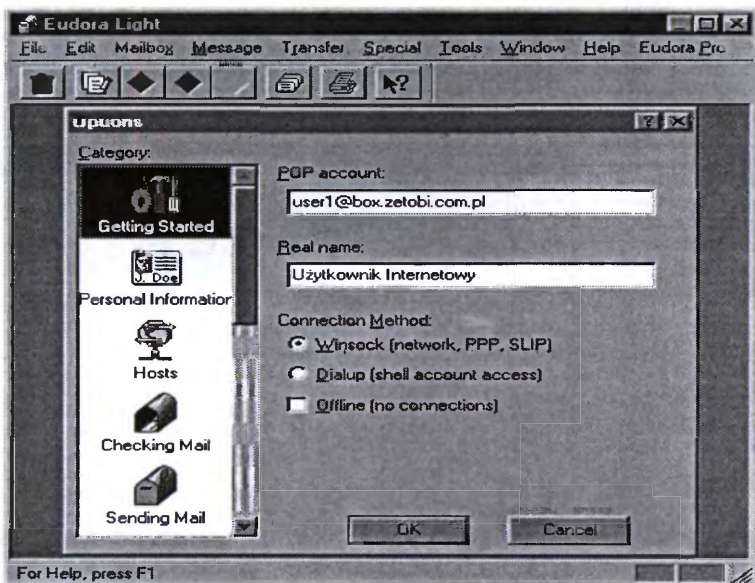 Eudora Light
File Edit Mailbox Message Transfer Special Tools Window Help Eudora Pro
Options
Category:
Getting Started
J. Doe
Personal Information
Hosts
Checking Mail
Sending Mail
POP account:
user1@box.zetobi.com.pl
Real name:
Użytkownik Internetowy
Connection Method:
Winsock (network, PPP, SLIP)
Dialup (shell account access)
Offline (no connections)
OK Cancel
For Help, press F1